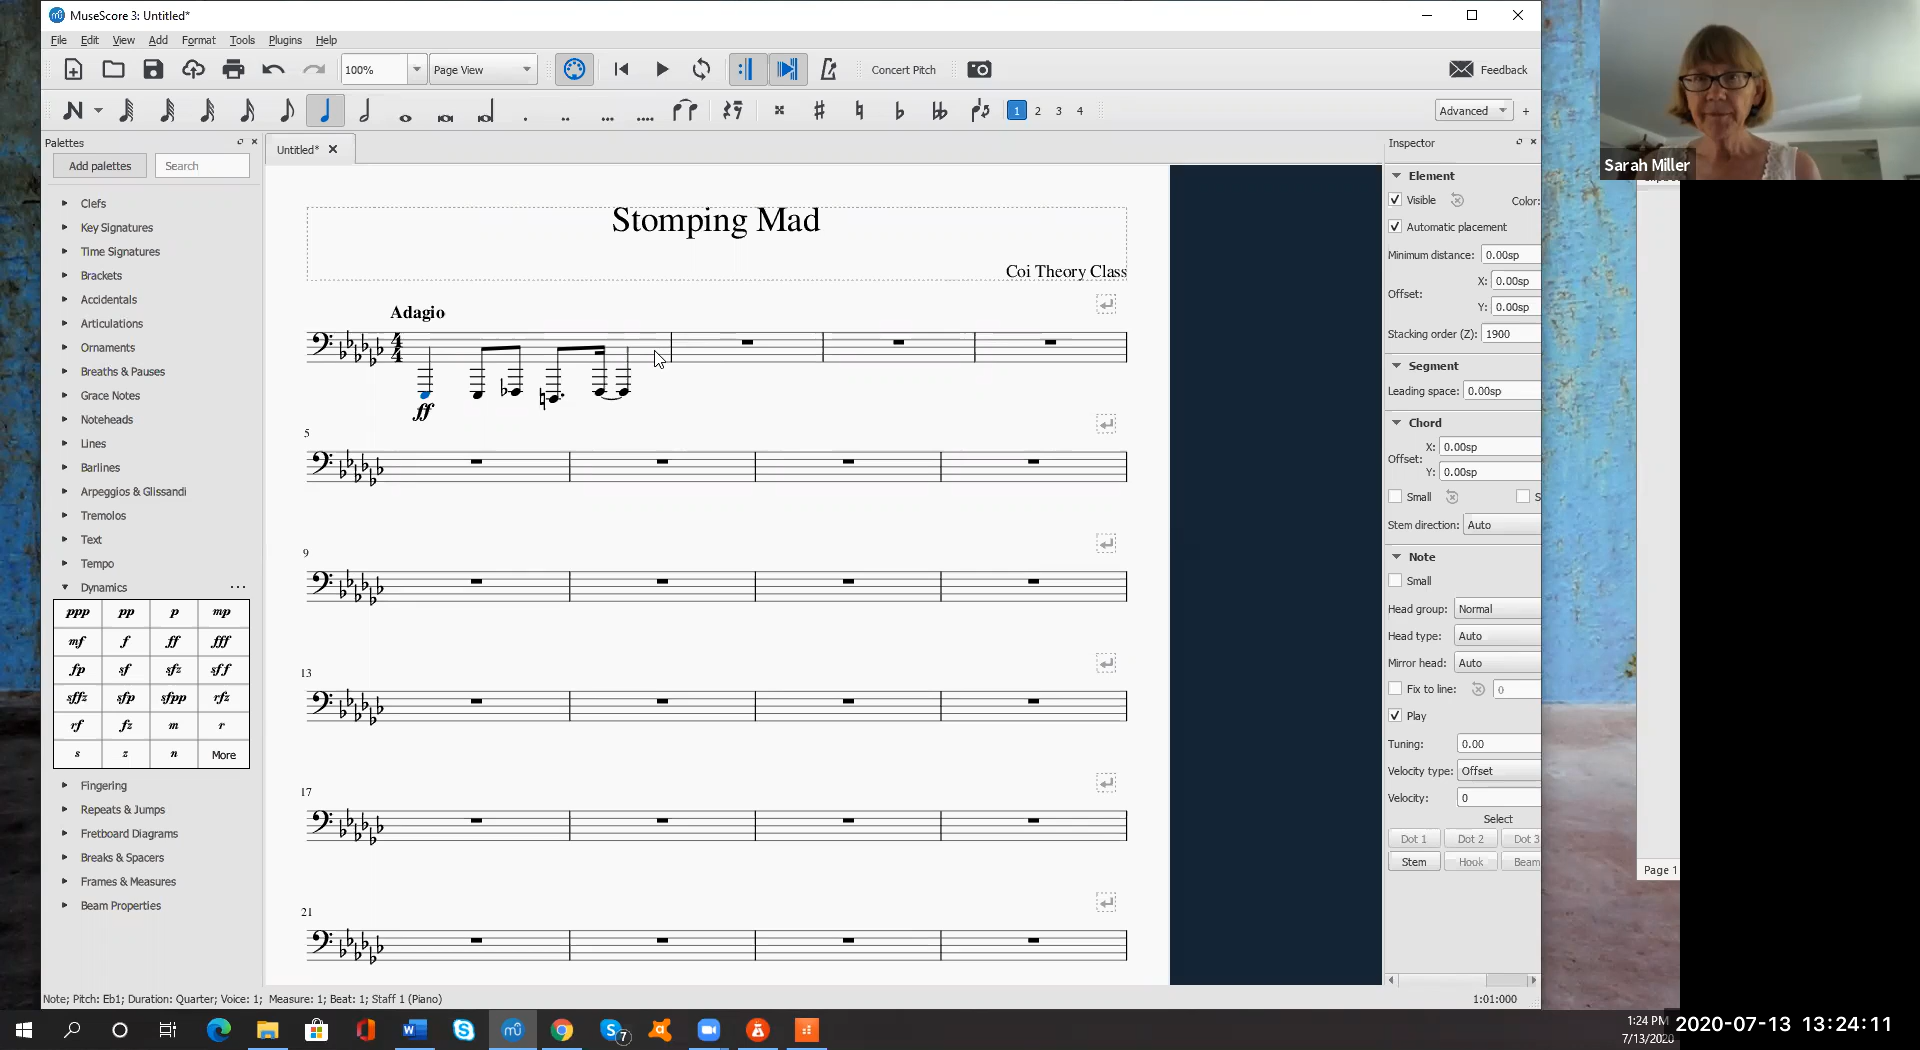 MuseScore 3: Untitled*
File Edit View Add Format Tools Plugins Help
100% Page View Concert Pitch Feedback
1 2 3 4 Advanced +
Palettes
Add palettes Search
Clefs
Key Signatures
Time Signatures
Brackets
Accidentals
Articulations
Ornaments
Breaths & Pauses
Grace Notes
Noteheads
Lines
Barlines
Arpeggios & Glissandi
Tremolos
Text
Tempo
Dynamics ...
ppp pp p mp
mf f ff fff
fp sf sfz sff
sffz sfp sfpp rfz
rf fz m r
s z n More
Fingering
Repeats & Jumps
Fretboard Diagrams
Breaks & Spacers
Frames & Measures
Beam Properties
Untitled*
Stomping Mad
Coi Theory Class
Adagio
4
4
ff
5
9
13
17
21
Inspector
Element
Visible Color:
Automatic placement
Minimum distance: 0.00sp
X: 0.00sp
Offset:
Y: 0.00sp
Stacking order (Z): 1900
Segment
Leading space: 0.00sp
Chord
X: 0.00sp
Offset:
Y: 0.00sp
Small S
Stem direction: Auto
Note
Small
Head group: Normal
Head type: Auto
Mirror head: Auto
Fix to line: 0
Play
Tuning: 0.00
Velocity type: Offset
Velocity: 0
Select
Dot 1 Dot 2 Dot 3
Stem Hook Beam
Note; Pitch: Eb1; Duration: Quarter; Voice: 1; Measure: 1; Beat: 1; Staff 1 (Piano) 1:01:000
Sarah Miller
Page 1
7
1:24 PM
7/13/2020
2020-07-13 13:24:11